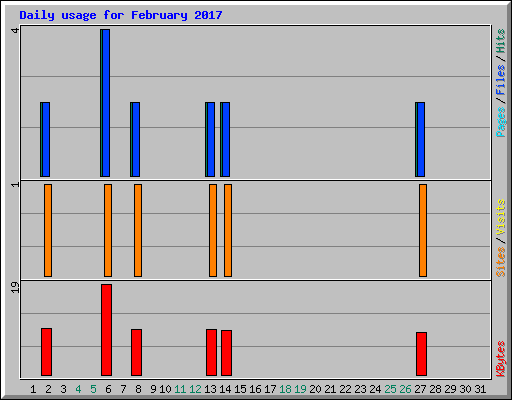 Daily usage for February 2017
4
Pages/Files/Hits
1
Sites/Visits
19
KBytes
1 2 3 4 5 6 7 8 9 10 11 12 13 14 15 16 17 18 19 20 21 22 23 24 25 26 27 28 29 30 31